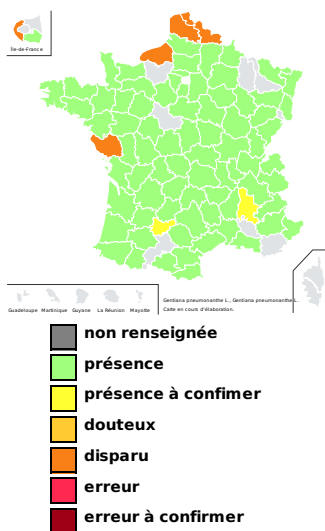 Île-de-France
Guadeloupe Martinique Guyane La Réunion Mayotte
Gentiana pneumonanthe L., Gentiana pneumonanthe L.
Carte en cours d'élaboration.
non renseignée
présence
présence à confimer
douteux
disparu
erreur
erreur à confirmer